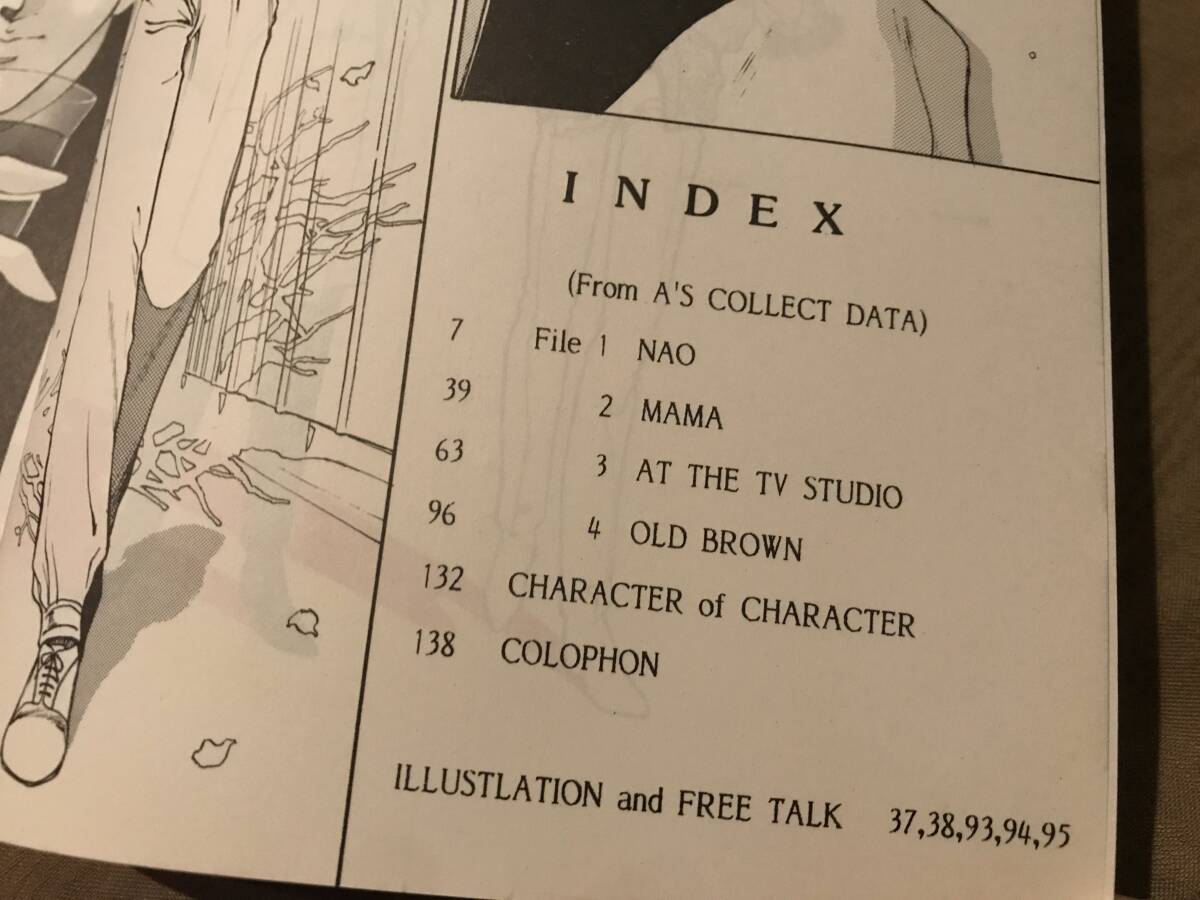 INDEX
(From A'S COLLECT DATA)
7 File 1 NAO
39 2 MAMA
63 3 AT THE TV STUDIO
96 4 OLD BROWN
132 CHARACTER of CHARACTER
138 COLOPHON
ILLUSTLATION and FREE TALK 37,38,93,94,95